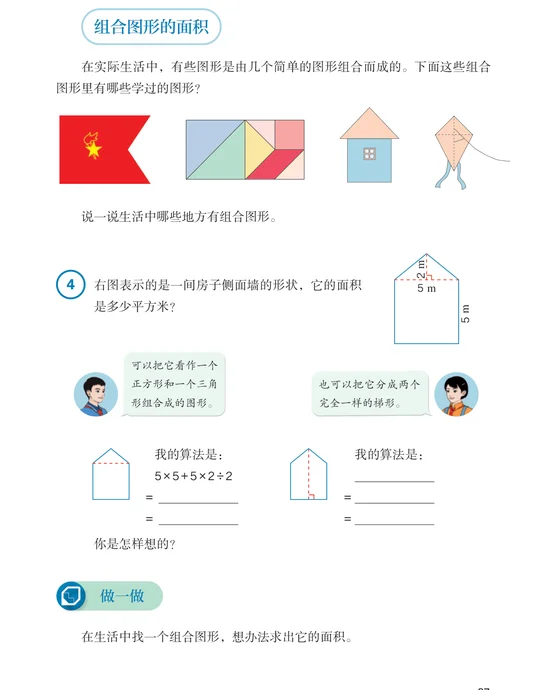 组合图形的面积
在实际生活中，有些图形是由几个简单的图形组合而成的。下面这些组合
图形里有哪些学过的图形？
说一说生活中哪些地方有组合图形。
4
右图表示的是一间房子侧面墙的形状，它的面积
是多少平方米？
2 m
5 m
5 m
可以把它看作一个
正方形和一个三角
形组合成的图形。
也可以把它分成两个
完全一样的梯形。
我的算法是：
5×5+5×2÷2
=
=
我的算法是：
=
=
你是怎样想的？
做一做
在生活中找一个组合图形，想办法求出它的面积。